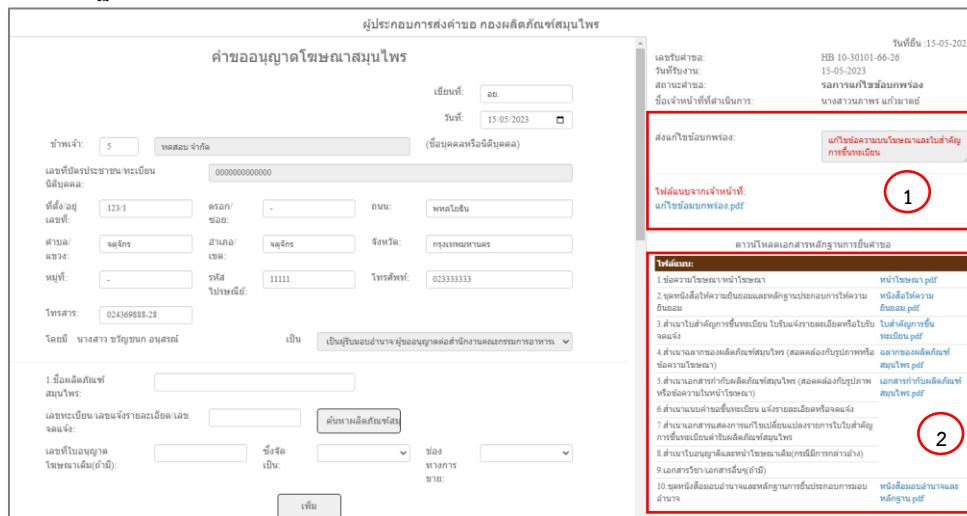 ผู้ประกอบการส่งคำขอ กองผลิตภัณฑ์สมุนไพร
คำขออนุญาตโฆษณาสมุนไพร
เขียนที่: อย.
วันที่: 15/05/2023
ข้าพเจ้า: 5 ทดสอบ จำกัด (ชื่อบุคคลหรือนิติบุคคล)
เลขที่บัตรประชาชน/ทะเบียน
นิติบุคคล: 0000000000000
ที่ตั้ง/อยู่
เลขที่: 123/1 ตรอก/
ซอย: - ถนน: พหลโยธิน
ตำบล/
แขวง: จตุจักร อำเภอ/
เขต: จตุจักร จังหวัด: กรุงเทพมหานคร
หมู่ที่: - รหัส
ไปรษณีย์: 11111 โทรศัพท์: 023333333
โทรสาร: 024369888-28
โดยมี นางสาว ขวัญชนก อนุสรณ์ เป็น เป็นผู้รับมอบอำนาจ/ผู้ขออนุญาตต่อสำนักงานคณะกรรมการอาหาร
1.ชื่อผลิตภัณฑ์
สมุนไพร:
เลขทะเบียน/เลขแจ้งรายละเอียด/เลข
จดแจ้ง: ค้นหาผลิตภัณฑ์สมุ
เลขที่ใบอนุญาต
โฆษณาเดิม(ถ้ามี): ซึ่งจัด
เป็น: ช่อง
ทางการ
ขาย:
เพิ่ม
วันที่ยื่น :15-05-202
เลขรับคำขอ: HB 10-30101-66-26
วันที่รับงาน: 15-05-2023
สถานะคำขอ: รอการแก้ไขข้อบกพร่อง
ชื่อเจ้าหน้าที่ที่ดำเนินการ: นางสาวนภาพร แก้วมาตย์
ส่งแก้ไขข้อบกพร่อง: แก้ไขข้อความบนโฆษณาและใบสำคัญ
การขึ้นทะเบียน
ไฟล์แนบจากเจ้าหน้าที่:
แก้ไขข้อมบกพร่อง.pdf
1
ดาวน์โหลดเอกสารหลักฐานการยื่นคำขอ
ไฟล์แนบ:
1.ข้อความโฆษณา/หน้าโฆษณา หน้าโฆษณา.pdf
2.ชุดหนังสือให้ความยินยอมและหลักฐานประกอบการให้ความ
ยินยอม หนังสือให้ความ
ยินยอม.pdf
3.สำเนาใบสำคัญการขึ้นทะเบียน ใบรับแจ้งรายละเอียดหรือใบรับ
จดแจ้ง ใบสำคัญการขึ้น
ทะเบียน.pdf
4.สำเนาฉลากของผลิตภัณฑ์สมุนไพร (สอดคล้องกับรูปภาพหรือ
ข้อความโฆษณา) ฉลากของผลิตภัณฑ์
สมุนไพร.pdf
5.สำเนาเอกสารกำกับผลิตภัณฑ์สมุนไพร (สอดคล้องกับรูปภาพ
หรือข้อความในหน้าโฆษณา) เอกสารกำกับผลิตภัณฑ์
สมุนไพร.pdf
6.สำเนาแบบคำขอขึ้นทะเบียน แจ้งรายละเอียดหรือจดแจ้ง
7.สำเนาเอกสารแสดงการแก้ไขเปลี่ยนแปลงรายการในใบสำคัญ
การขึ้นทะเบียนตำรับผลิตภัณฑ์สมุนไพร
8.สำเนาใบอนุญาตและหน้าโฆษณาเดิม(กรณีมีการกล่าวอ้าง)
9.เอกสารวิชาเอกสารอื่นๆ(ถ้ามี)
10.ชุดหนังสือมอบอำนาจและหลักฐานการยื่นประกอบการมอบ
อำนาจ หนังสือมอบอำนาจและ
หลักฐาน.pdf
2